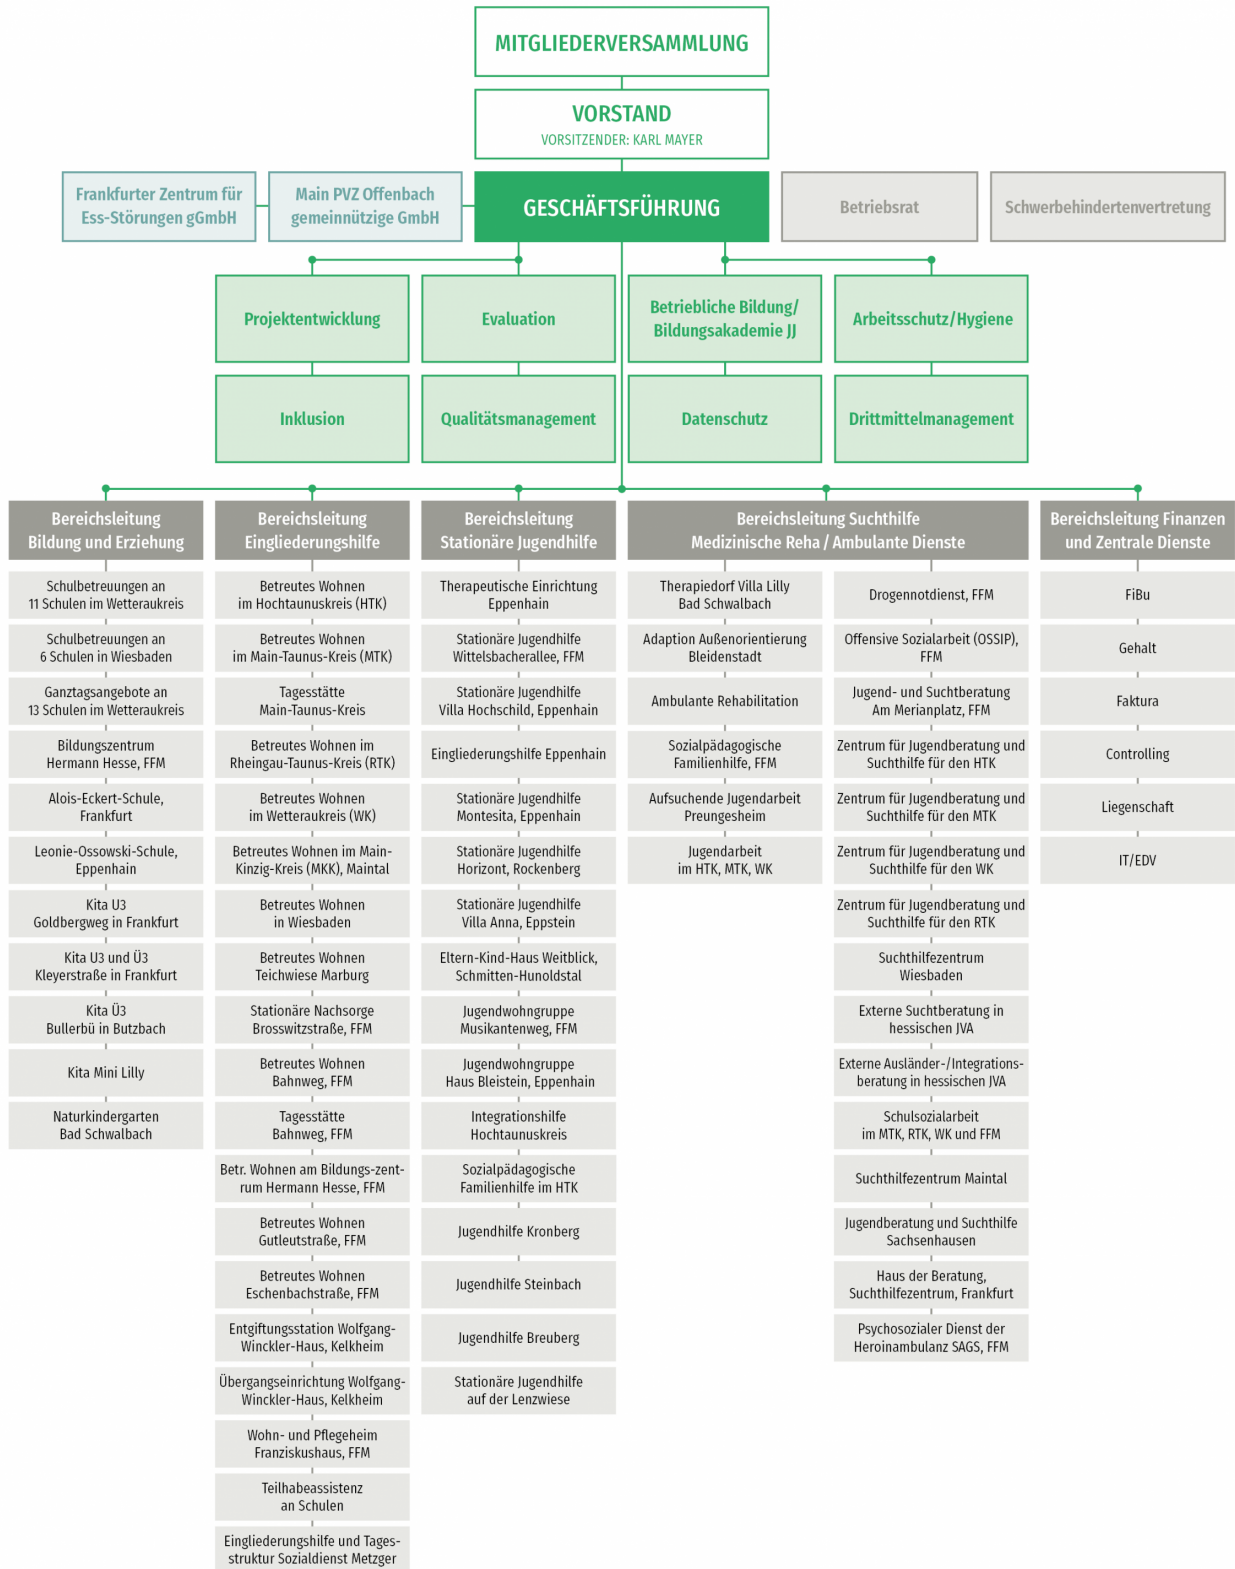 MITGLIEDERVERSAMMLUNG
VORSTAND
VORSITZENDER: KARL MAYER
Frankfurter Zentrum für
Ess-Störungen gGmbH
Main PVZ Offenbach
gemeinnützige GmbH
GESCHÄFTSFÜHRUNG
Betriebsrat
Schwerbehindertenvertretung
Projektentwicklung
Evaluation
Betriebliche Bildung/
Bildungsakademie JJ
Arbeitsschutz/Hygiene
Inklusion
Qualitätsmanagement
Datenschutz
Drittmittelmanagement
Bereichsleitung
Bildung und Erziehung
Schulbetreuungen an
11 Schulen im Wetteraukreis
Schulbetreuungen an
6 Schulen in Wiesbaden
Ganztagsangebote an
13 Schulen im Wetteraukreis
Bildungszentrum
Hermann Hesse, FFM
Alois-Eckert-Schule,
Frankfurt
Leonie-Ossowski-Schule,
Eppenhain
Kita U3
Goldbergweg in Frankfurt
Kita U3 und Ü3
Kleyerstraße in Frankfurt
Kita Ü3
Bullerbü in Butzbach
Kita Mini Lilly
Naturkindergarten
Bad Schwalbach
Bereichsleitung
Eingliederungshilfe
Betreutes Wohnen
im Hochtaunuskreis (HTK)
Betreutes Wohnen
im Main-Taunus-Kreis (MTK)
Tagesstätte
Main-Taunus-Kreis
Betreutes Wohnen im
Rheingau-Taunus-Kreis (RTK)
Betreutes Wohnen
im Wetteraukreis (WK)
Betreutes Wohnen im Main-
Kinzig-Kreis (MKK), Maintal
Betreutes Wohnen
in Wiesbaden
Betreutes Wohnen
Teichwiese Marburg
Stationäre Nachsorge
Brosswitzstraße, FFM
Betreutes Wohnen
Bahnweg, FFM
Tagesstätte
Bahnweg, FFM
Betr. Wohnen am Bildungs-zent-
rum Hermann Hesse, FFM
Betreutes Wohnen
Gutleutstraße, FFM
Betreutes Wohnen
Eschenbachstraße, FFM
Entgiftungsstation Wolfgang-
Winckler-Haus, Kelkheim
Übergangseinrichtung Wolfgang-
Winckler-Haus, Kelkheim
Wohn- und Pflegeheim
Franziskushaus, FFM
Teilhabeassistenz
an Schulen
Eingliederungshilfe und Tages-
struktur Sozialdienst Metzger
Bereichsleitung
Stationäre Jugendhilfe
Therapeutische Einrichtung
Eppenhain
Stationäre Jugendhilfe
Wittelsbacherallee, FFM
Stationäre Jugendhilfe
Villa Hochschild, Eppenhain
Eingliederungshilfe Eppenhain
Stationäre Jugendhilfe
Montesita, Eppenhain
Stationäre Jugendhilfe
Horizont, Rockenberg
Stationäre Jugendhilfe
Villa Anna, Eppstein
Eltern-Kind-Haus Weitblick,
Schmitten-Hunoldstal
Jugendwohngruppe
Musikantenweg, FFM
Jugendwohngruppe
Haus Bleistein, Eppenhain
Integrationshilfe
Hochtaunuskreis
Sozialpädagogische
Familienhilfe im HTK
Jugendhilfe Kronberg
Jugendhilfe Steinbach
Jugendhilfe Breuberg
Stationäre Jugendhilfe
auf der Lenzwiese
Bereichsleitung Suchthilfe
Medizinische Reha / Ambulante Dienste
Therapiedorf Villa Lilly
Bad Schwalbach
Adaption Außenorientierung
Bleidenstadt
Ambulante Rehabilitation
Sozialpädagogische
Familienhilfe, FFM
Aufsuchende Jugendarbeit
Preungesheim
Jugendarbeit
im HTK, MTK, WK
Drogennotdienst, FFM
Offensive Sozialarbeit (OSSIP),
FFM
Jugend- und Suchtberatung
Am Merianplatz, FFM
Zentrum für Jugendberatung und
Suchthilfe für den HTK
Zentrum für Jugendberatung und
Suchthilfe für den MTK
Zentrum für Jugendberatung und
Suchthilfe für den WK
Zentrum für Jugendberatung und
Suchthilfe für den RTK
Suchthilfezentrum
Wiesbaden
Externe Suchtberatung in
hessischen JVA
Externe Ausländer-/Integrations-
beratung in hessischen JVA
Schulsozialarbeit
im MTK, RTK, WK und FFM
Suchthilfezentrum Maintal
Jugendberatung und Suchthilfe
Sachsenhausen
Haus der Beratung,
Suchthilfezentrum, Frankfurt
Psychosozialer Dienst der
Heroinambulanz SAGS, FFM
Bereichsleitung Finanzen
und Zentrale Dienste
FiBu
Gehalt
Faktura
Controlling
Liegenschaft
IT/EDV